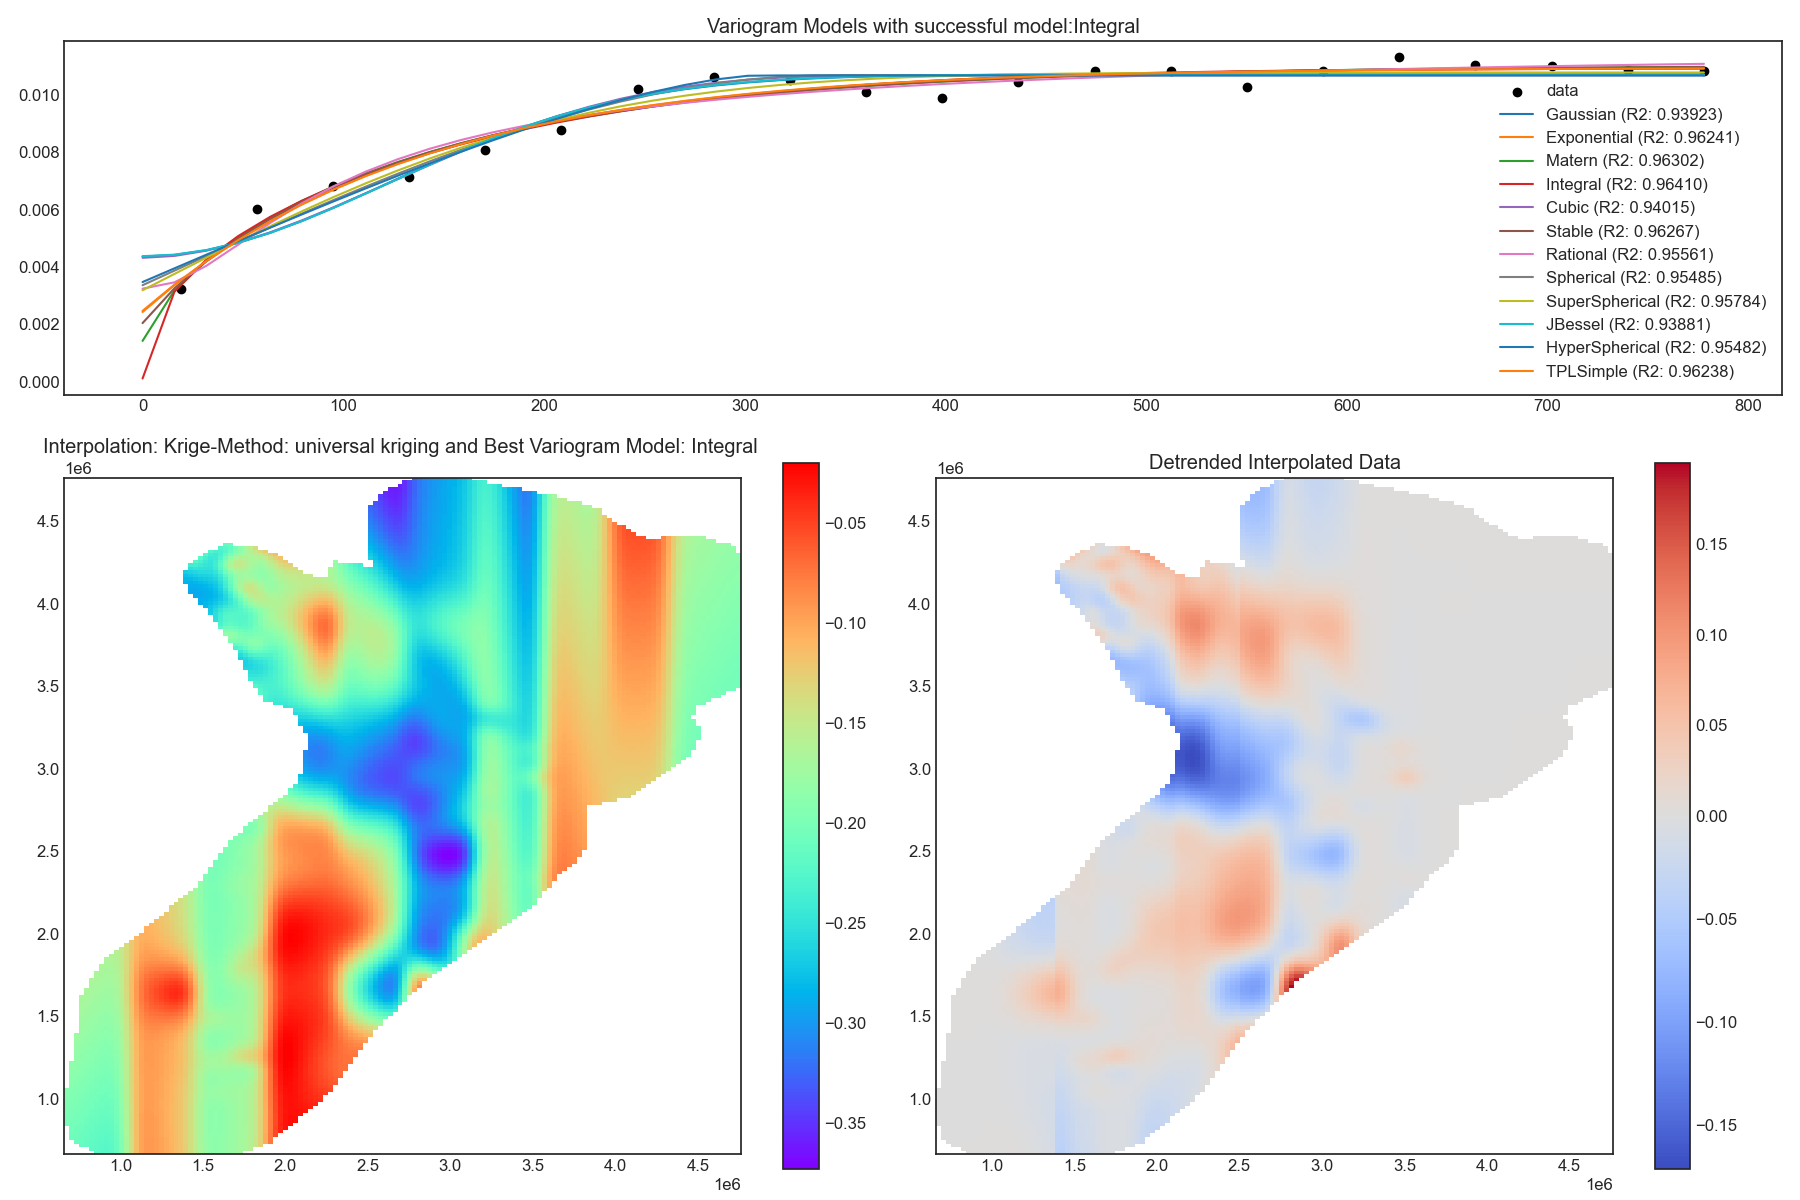 Variogram Models with successful model:Integral
0.010
0.008
0.006
0.004
0.002
0.000
data
Gaussian (R2: 0.93923)
Exponential (R2: 0.96241)
Matern (R2: 0.96302)
Integral (R2: 0.96410)
Cubic (R2: 0.94015)
Stable (R2: 0.96267)
Rational (R2: 0.95561)
Spherical (R2: 0.95485)
SuperSpherical (R2: 0.95784)
JBessel (R2: 0.93881)
HyperSpherical (R2: 0.95482)
TPLSimple (R2: 0.96238)
0 100 200 300 400 500 600 700 800
Interpolation: Krige-Method: universal kriging and Best Variogram Model: Integral
1e6
4.5
4.0
3.5
3.0
2.5
2.0
1.5
1.0
1.0 1.5 2.0 2.5 3.0 3.5 4.0 4.5
1e6
−0.05
−0.10
−0.15
−0.20
−0.25
−0.30
−0.35
Detrended Interpolated Data
1e6
4.5
4.0
3.5
3.0
2.5
2.0
1.5
1.0
1.0 1.5 2.0 2.5 3.0 3.5 4.0 4.5
1e6
0.15
0.10
0.05
0.00
−0.05
−0.10
−0.15